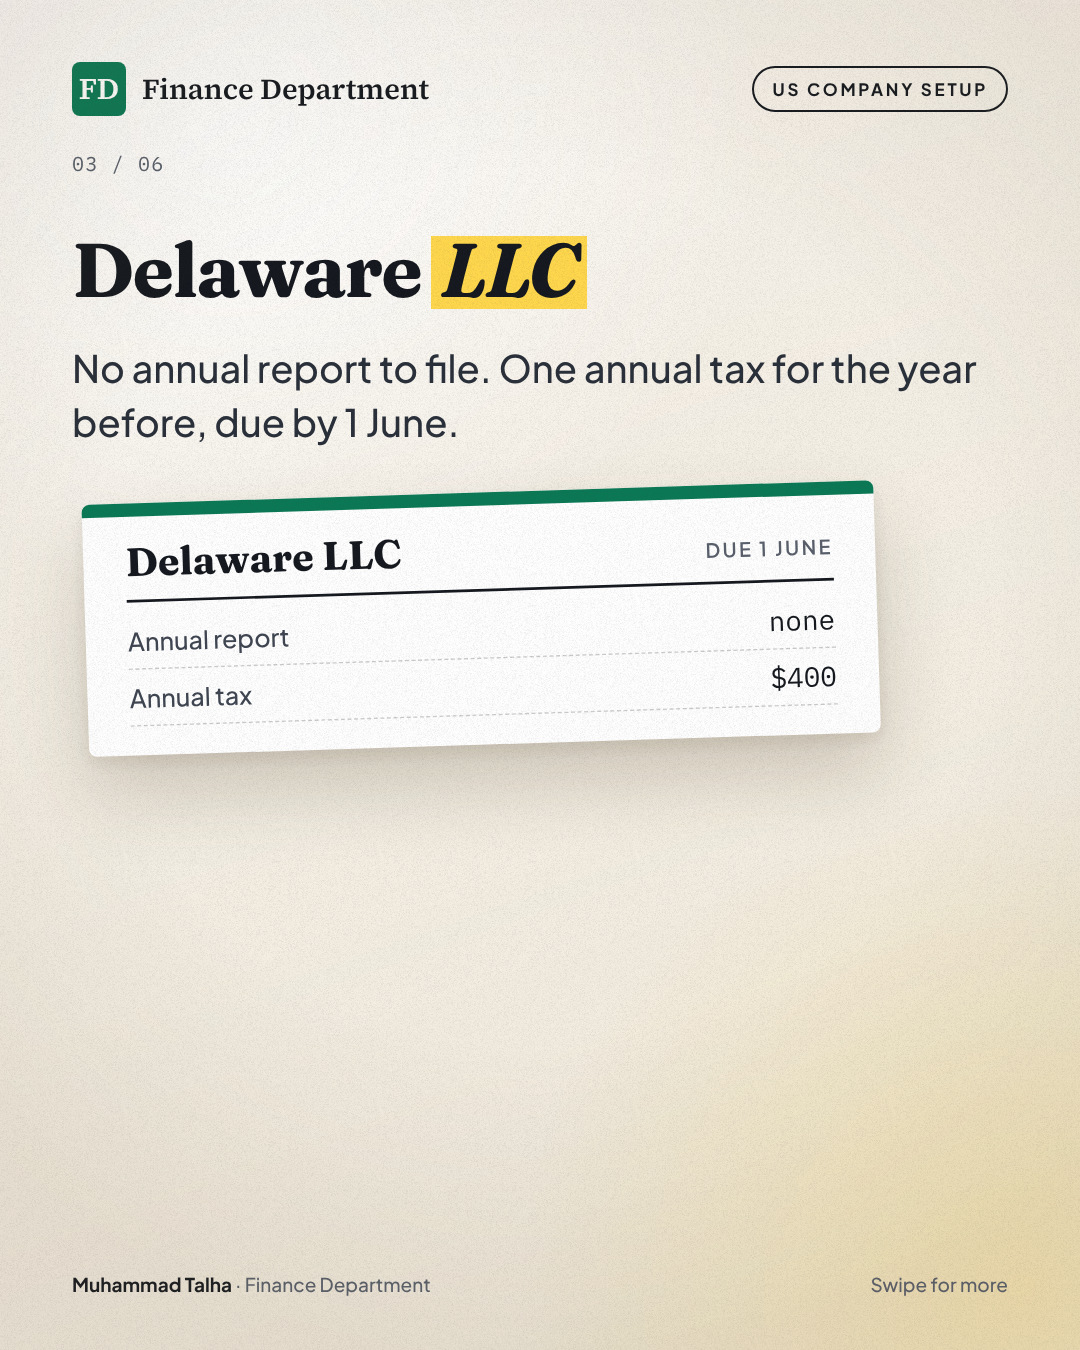 FD Finance Department
US COMPANY SETUP
03 / 06
Delaware LLC
No annual report to file. One annual tax for the year
before, due by 1 June.
Delaware LLC
DUE 1 JUNE
Annual report
none
Annual tax
$400
Muhammad Talha · Finance Department
Swipe for more